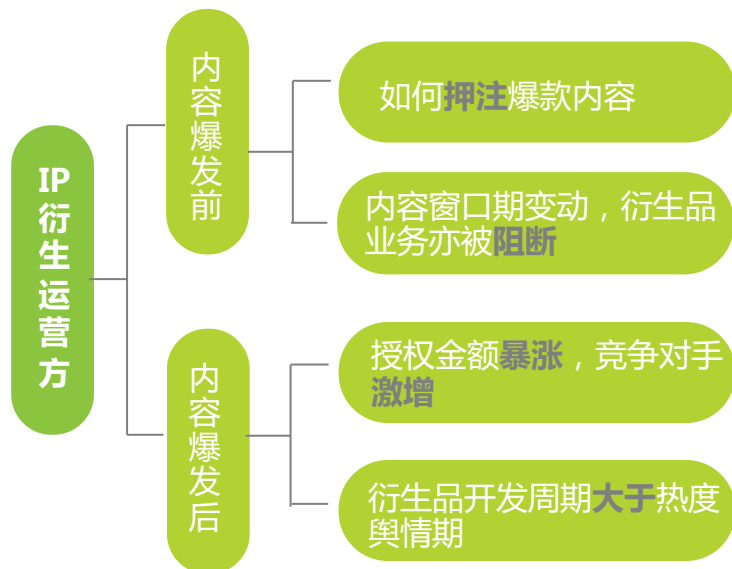 IP衍生运营方
内容爆发前
如何押注爆款内容
内容窗口期变动，衍生品
业务亦被阻断
内容爆发后
授权金额暴涨，竞争对手
激增
衍生品开发周期大于热度
舆情期